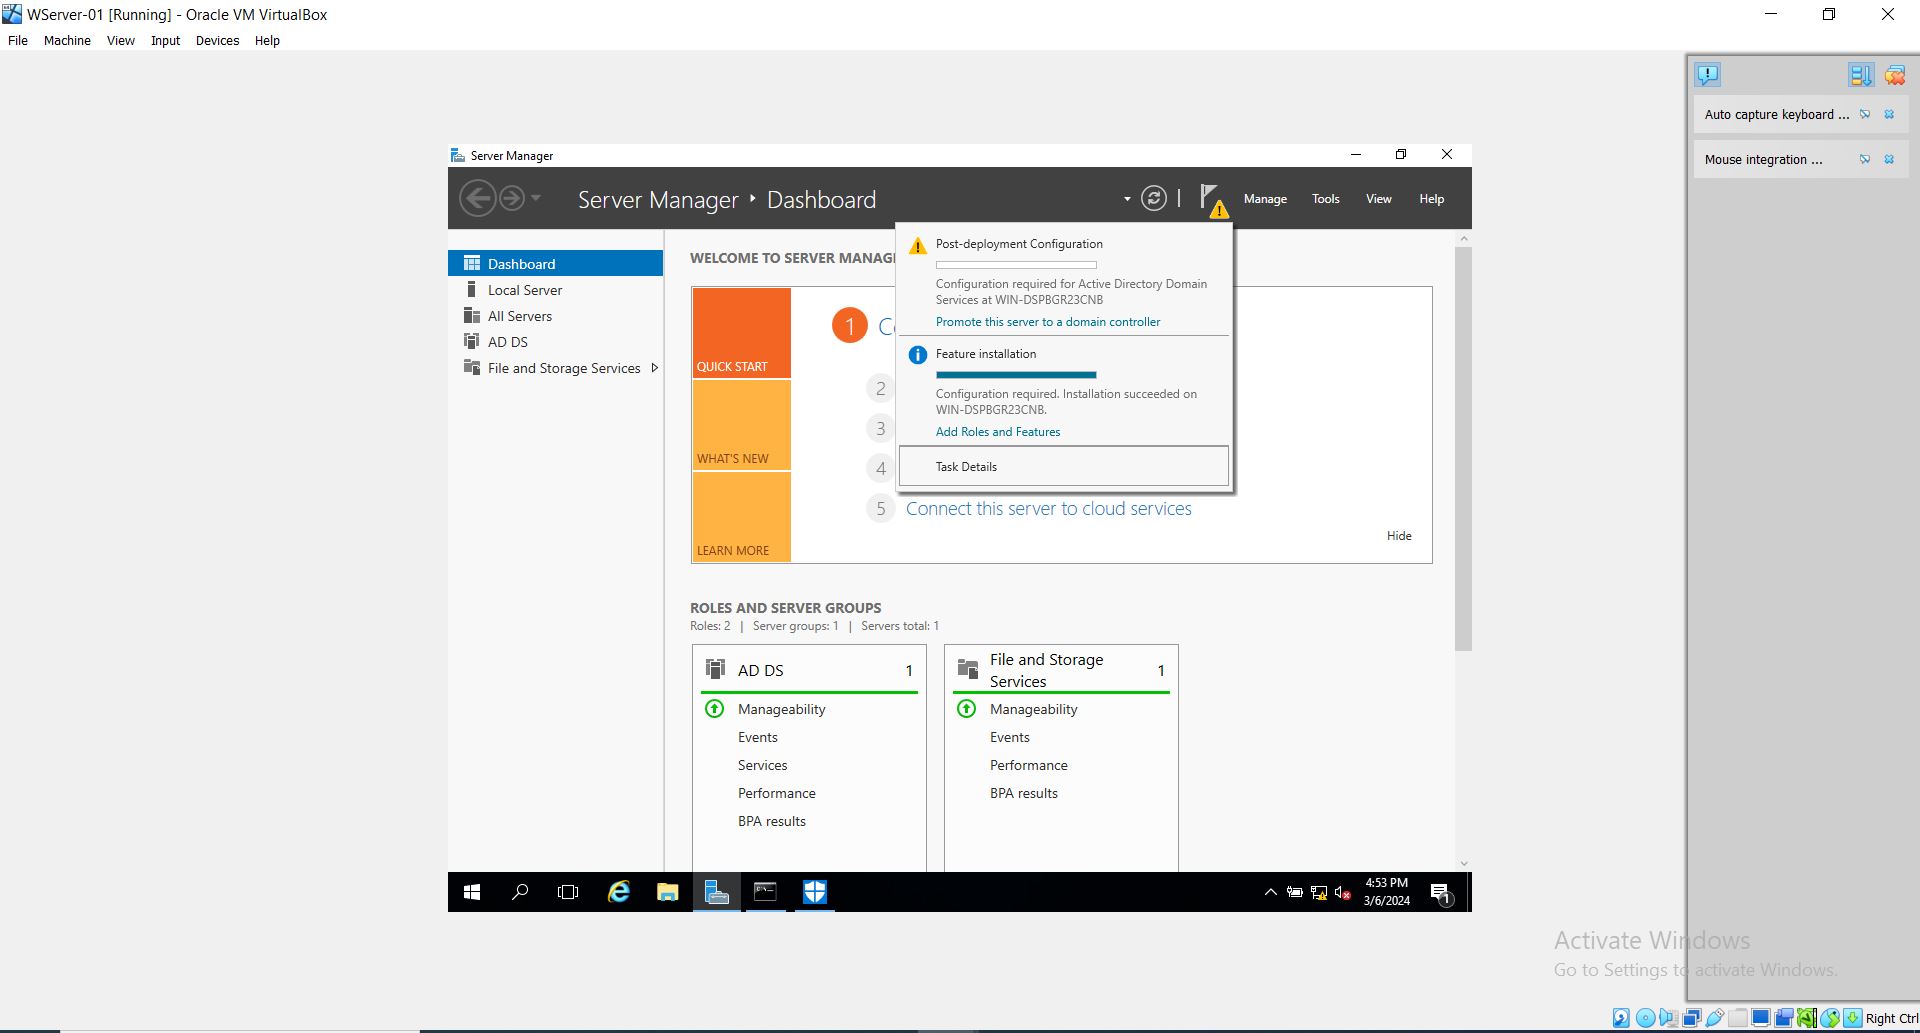 WServer-01 [Running] - Oracle VM VirtualBox
File Machine View Input Devices Help
Auto capture keyboard ...
Mouse integration ...
Server Manager
Server Manager ‣ Dashboard
Manage Tools View Help
Dashboard
Local Server
All Servers
AD DS
File and Storage Services
WELCOME TO SERVER
QUICK START
WHAT'S NEW
LEARN MORE
1
2
3
4
5 Connect this server to cloud services
Hide
Post-deployment Configuration
Configuration required for Active Directory Domain
Services at WIN-DSPBGR23CNB
Promote this server to a domain controller
Feature installation
Configuration required. Installation succeeded on
WIN-DSPBGR23CNB.
Add Roles and Features
Task Details
ROLES AND SERVER GROUPS
Roles: 2 | Server groups: 1 | Servers total: 1
AD DS 1
Manageability
Events
Services
Performance
BPA results
File and Storage
Services 1
Manageability
Events
Performance
BPA results
4:53 PM
3/6/2024
1
Activate Windows
Go to Settings to activate Windows.
Right Ctrl